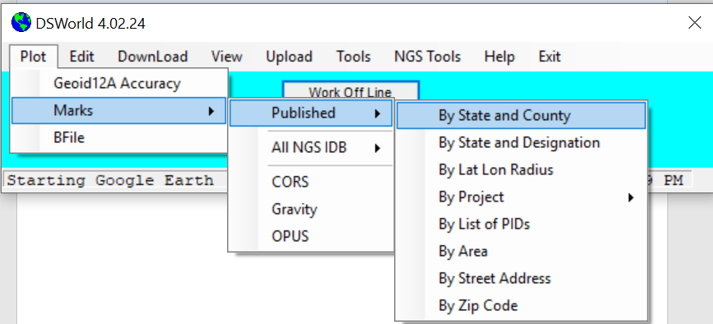 DSWorld 4.02.24
Plot Edit DownLoad View Upload Tools NGS Tools Help Exit
Geoid12A Accuracy
Marks
BFile
Work Off Line
Published
All NGS IDB
CORS
Gravity
OPUS
By State and County
By State and Designation
By Lat Lon Radius
By Project
By List of PIDs
By Area
By Street Address
By Zip Code
Starting Google Earth
9 PM